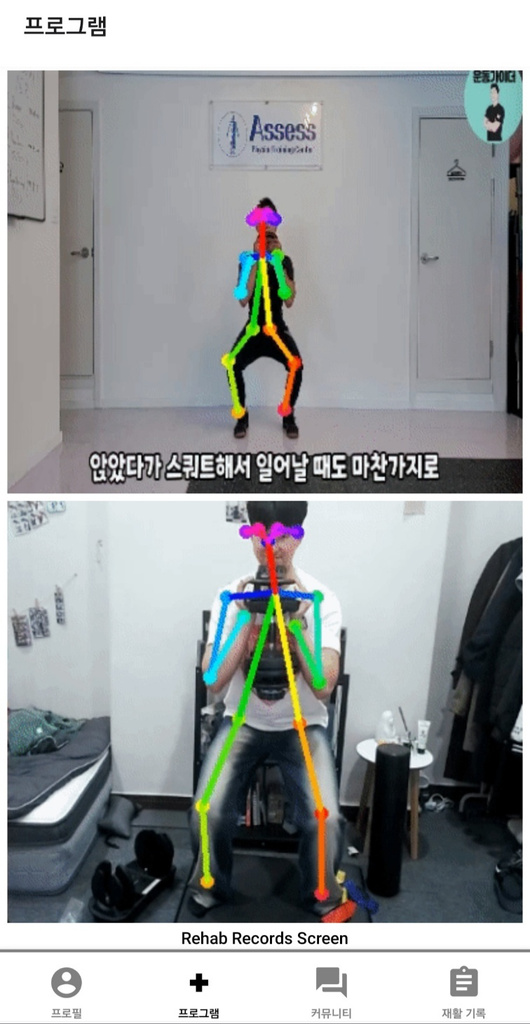 프로그램
운동가이더
Assess
앉았다가 스쿼트해서 일어날 때도 마찬가지로
Rehab Records Screen
프로필
프로그램
커뮤니티
재활 기록